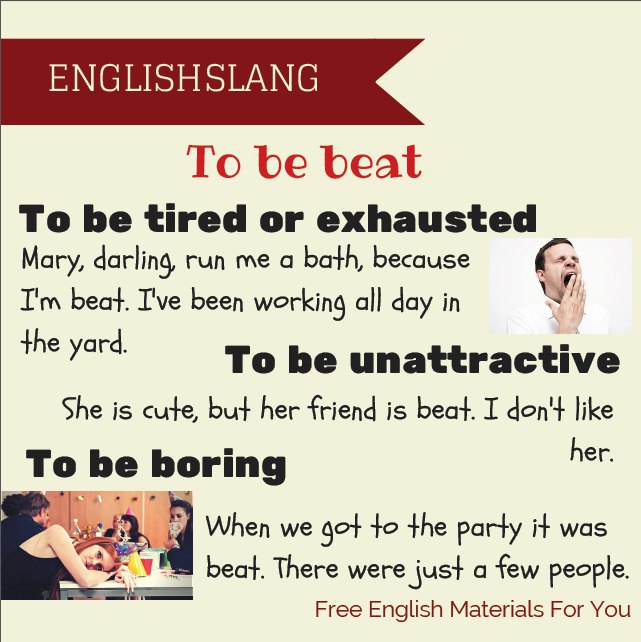 ENGLISHSLANG
To be beat
To be tired or exhausted
Mary, darling, run me a bath, because
I'm beat. I've been working all day in
the yard.
To be unattractive
She is cute, but her friend is beat. I don't like
her.
To be boring
When we got to the party it was
beat. There were just a few people.
Free English Materials For You